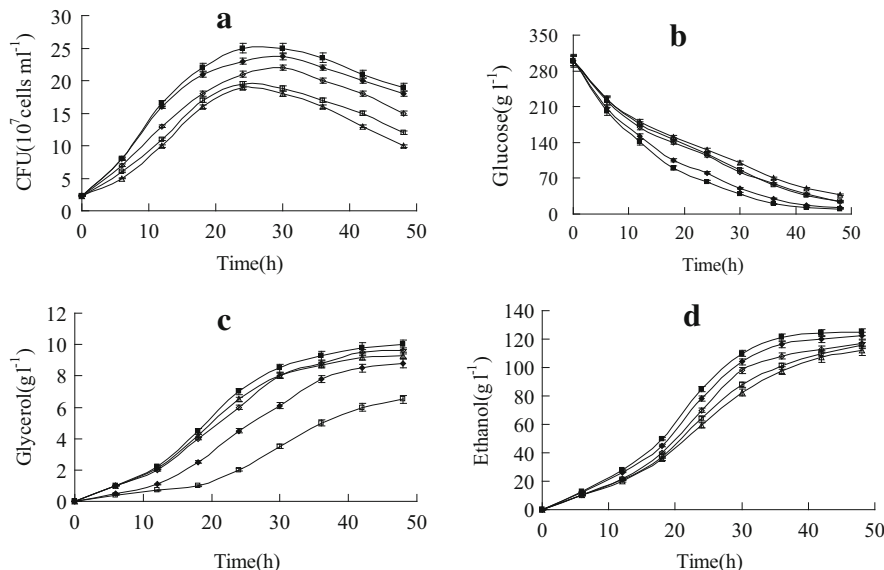 a
30
25
20
15
10
5
0
CFU(10⁷cells ml⁻¹)
0 10 20 30 40 50
Time(h)
b
350
280
210
140
70
0
Glucose(g l⁻¹)
0 10 20 30 40 50
Time(h)
c
12
10
8
6
4
2
0
Glycerol(g l⁻¹)
0 10 20 30 40 50
Time(h)
d
140
120
100
80
60
40
20
0
Ethanol(g l⁻¹)
0 10 20 30 40 50
Time(h)